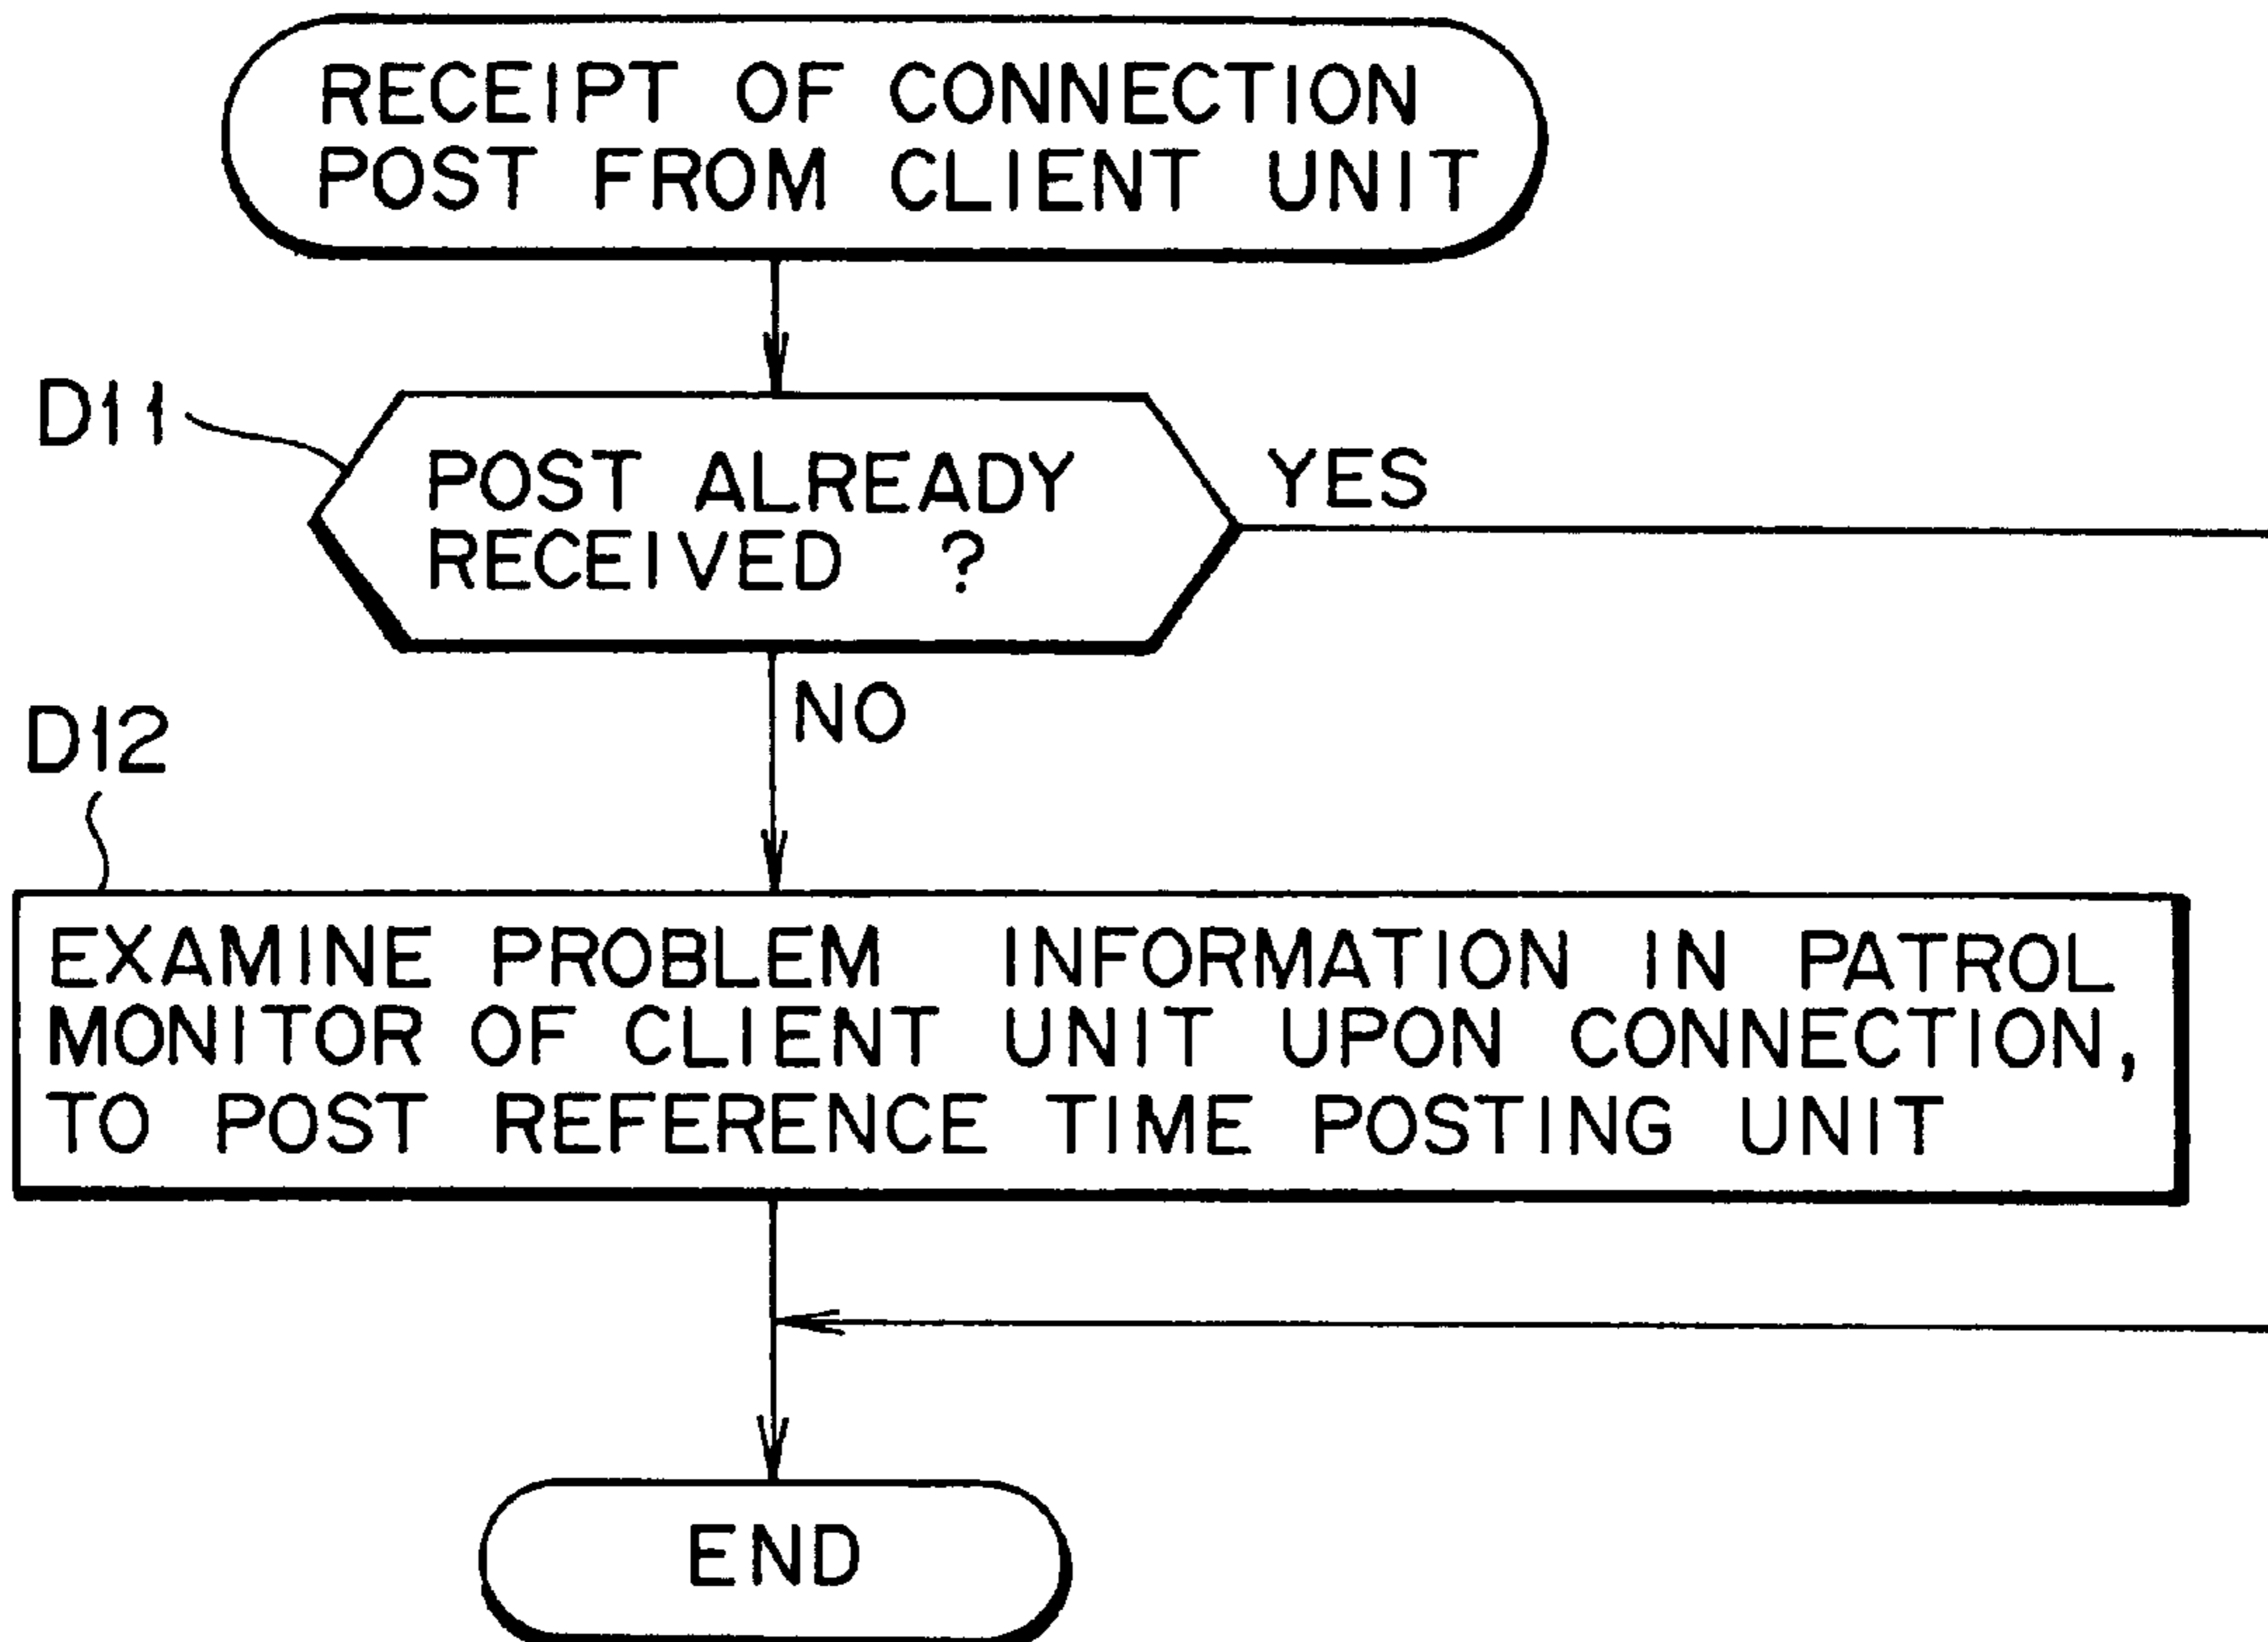 RECEIPT OF CONNECTION
POST FROM CLIENT UNIT
D11
POST ALREADY
RECEIVED ?
YES
NO
D12
EXAMINE PROBLEM INFORMATION IN PATROL
MONITOR OF CLIENT UNIT UPON CONNECTION,
TO POST REFERENCE TIME POSTING UNIT
END